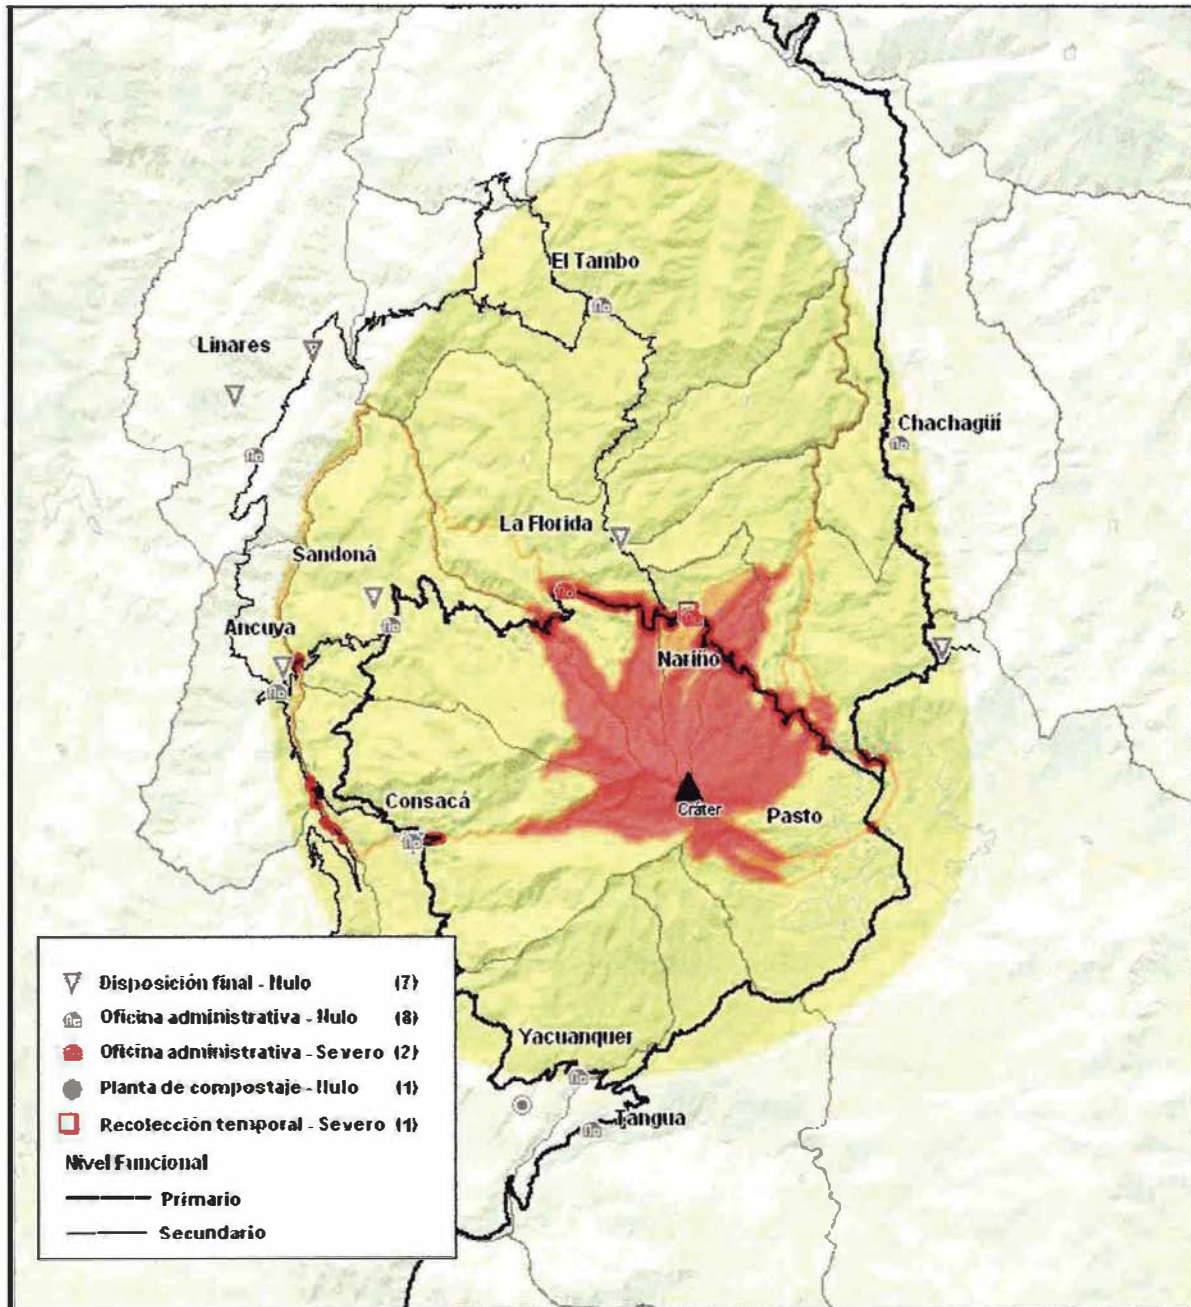 El Tambo
Linares
Chachagüí
La Florida
Sandoná
Ancuya
Nariño
Consacá
Cráter
Pasto
Disposición final - Nulo (7)
Oficina administrativa - Nulo (8)
Oficina administrativa - Severo (2)
Planta de compostaje - Nulo (1)
Recolección temporal - Severo (1)
Nivel Funcional
Primario
Secundario
Yacuanquer
Tangua